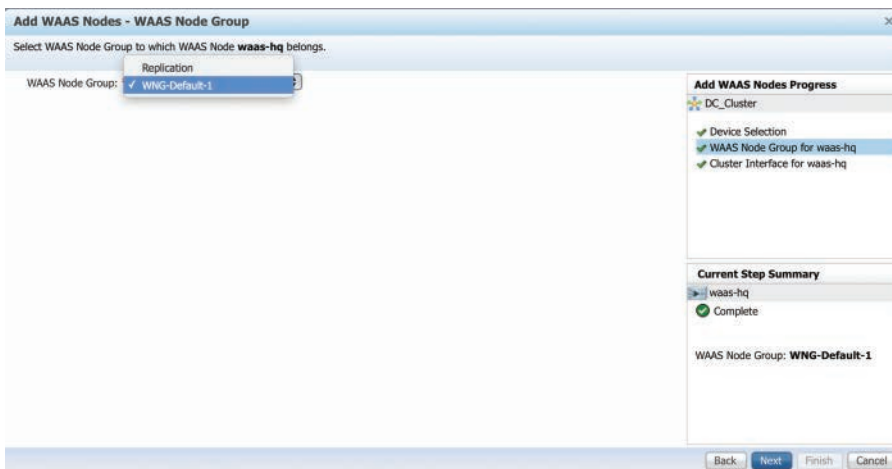 Add WAAS Nodes - WAAS Node Group
Select WAAS Node Group to which WAAS Node waas-hq belongs.
WAAS Node Group:
Replication
✓ WNG-Default-1
Add WAAS Nodes Progress
DC_Cluster
Device Selection
WAAS Node Group for waas-hq
Cluster Interface for waas-hq
Current Step Summary
waas-hq
Complete
WAAS Node Group: WNG-Default-1
Back Next Finish Cancel